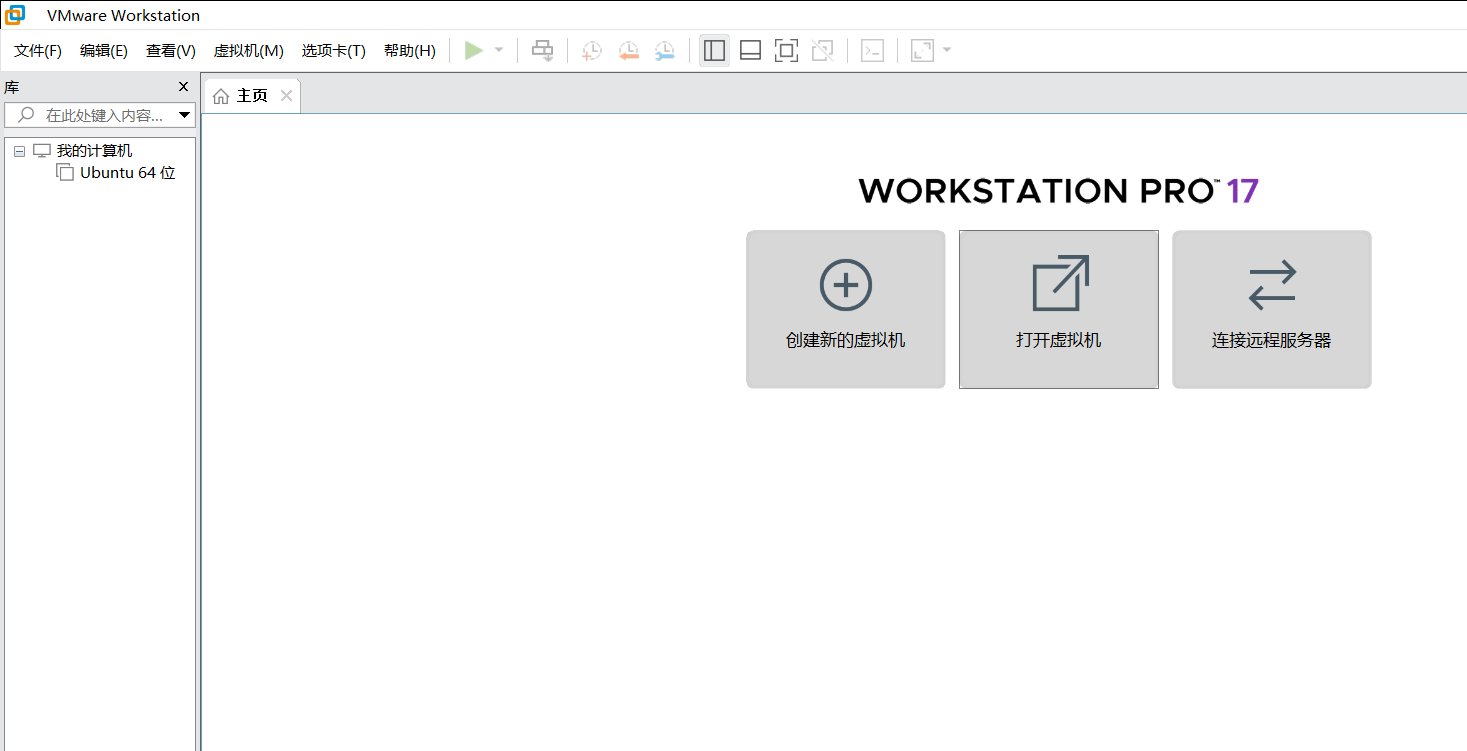 VMware Workstation
文件(F) 编辑(E) 查看(V) 虚拟机(M) 选项卡(T) 帮助(H)
库
主页
在此处键入内容...
我的计算机
Ubuntu 64 位
WORKSTATION PRO™ 17
创建新的虚拟机
打开虚拟机
连接远程服务器